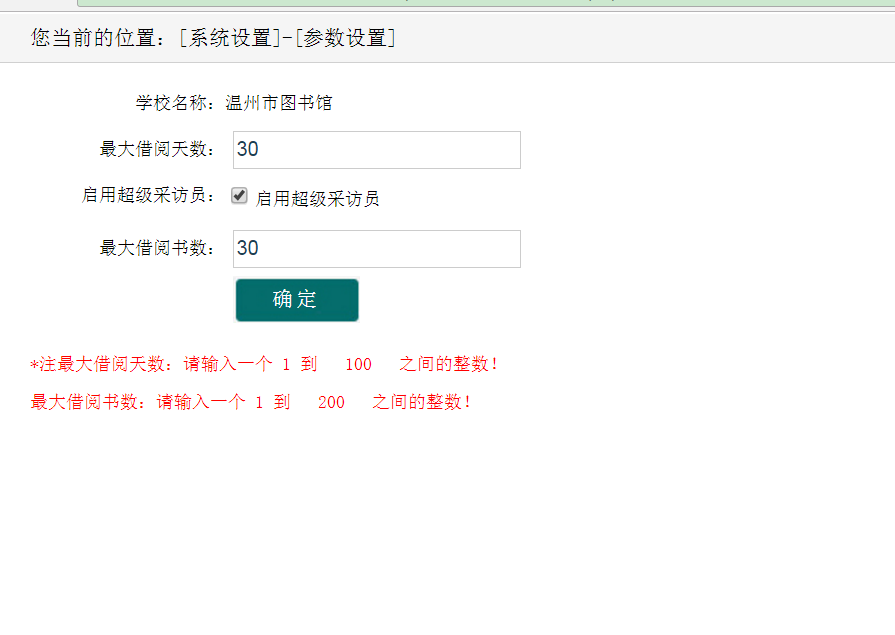 您当前的位置：[系统设置]-[参数设置]
学校名称：温州市图书馆
最大借阅天数：30
启用超级采访员：启用超级采访员
最大借阅书数：30
确定
*注最大借阅天数：请输入一个 1 到 100 之间的整数！
最大借阅书数：请输入一个 1 到 200 之间的整数！